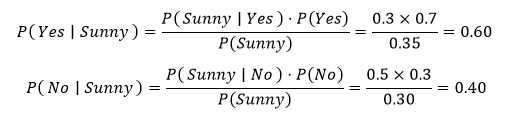 P( Yes | Sunny ) = P( Sunny | Yes ) · P(Yes) / P(Sunny) = 0.3 × 0.7 / 0.35 = 0.60
P( No | Sunny ) = P( Sunny | No ) · P(No) / P(Sunny) = 0.5 × 0.3 / 0.30 = 0.40